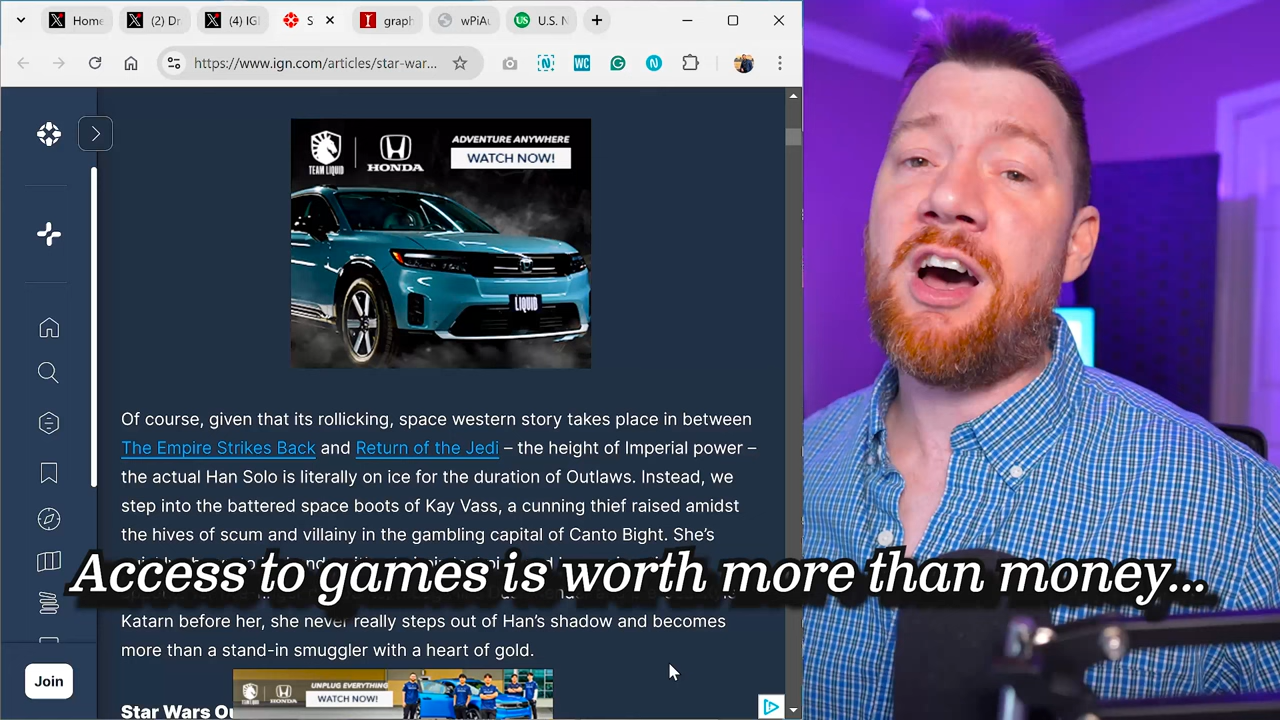 Home
(2) Dr
(4) IGI
S
graph
wPiAu
U.S. N
https://www.ign.com/articles/star-war...
WC
N
TEAM LIQUID
HONDA
ADVENTURE ANYWHERE
WATCH NOW!
LIQUID
Of course, given that its rollicking, space western story takes place in between
The Empire Strikes Back and Return of the Jedi – the height of Imperial power –
the actual Han Solo is literally on ice for the duration of Outlaws. Instead, we
step into the battered space boots of Kay Vass, a cunning thief raised amidst
the hives of scum and villainy in the gambling capital of Canto Bight. She's
Access to games is worth more than money...
Katarn before her, she never really steps out of Han's shadow and becomes
more than a stand-in smuggler with a heart of gold.
HONDA
UNPLUG EVERYTHING
WATCH NOW!
Join
Star Wars Ou